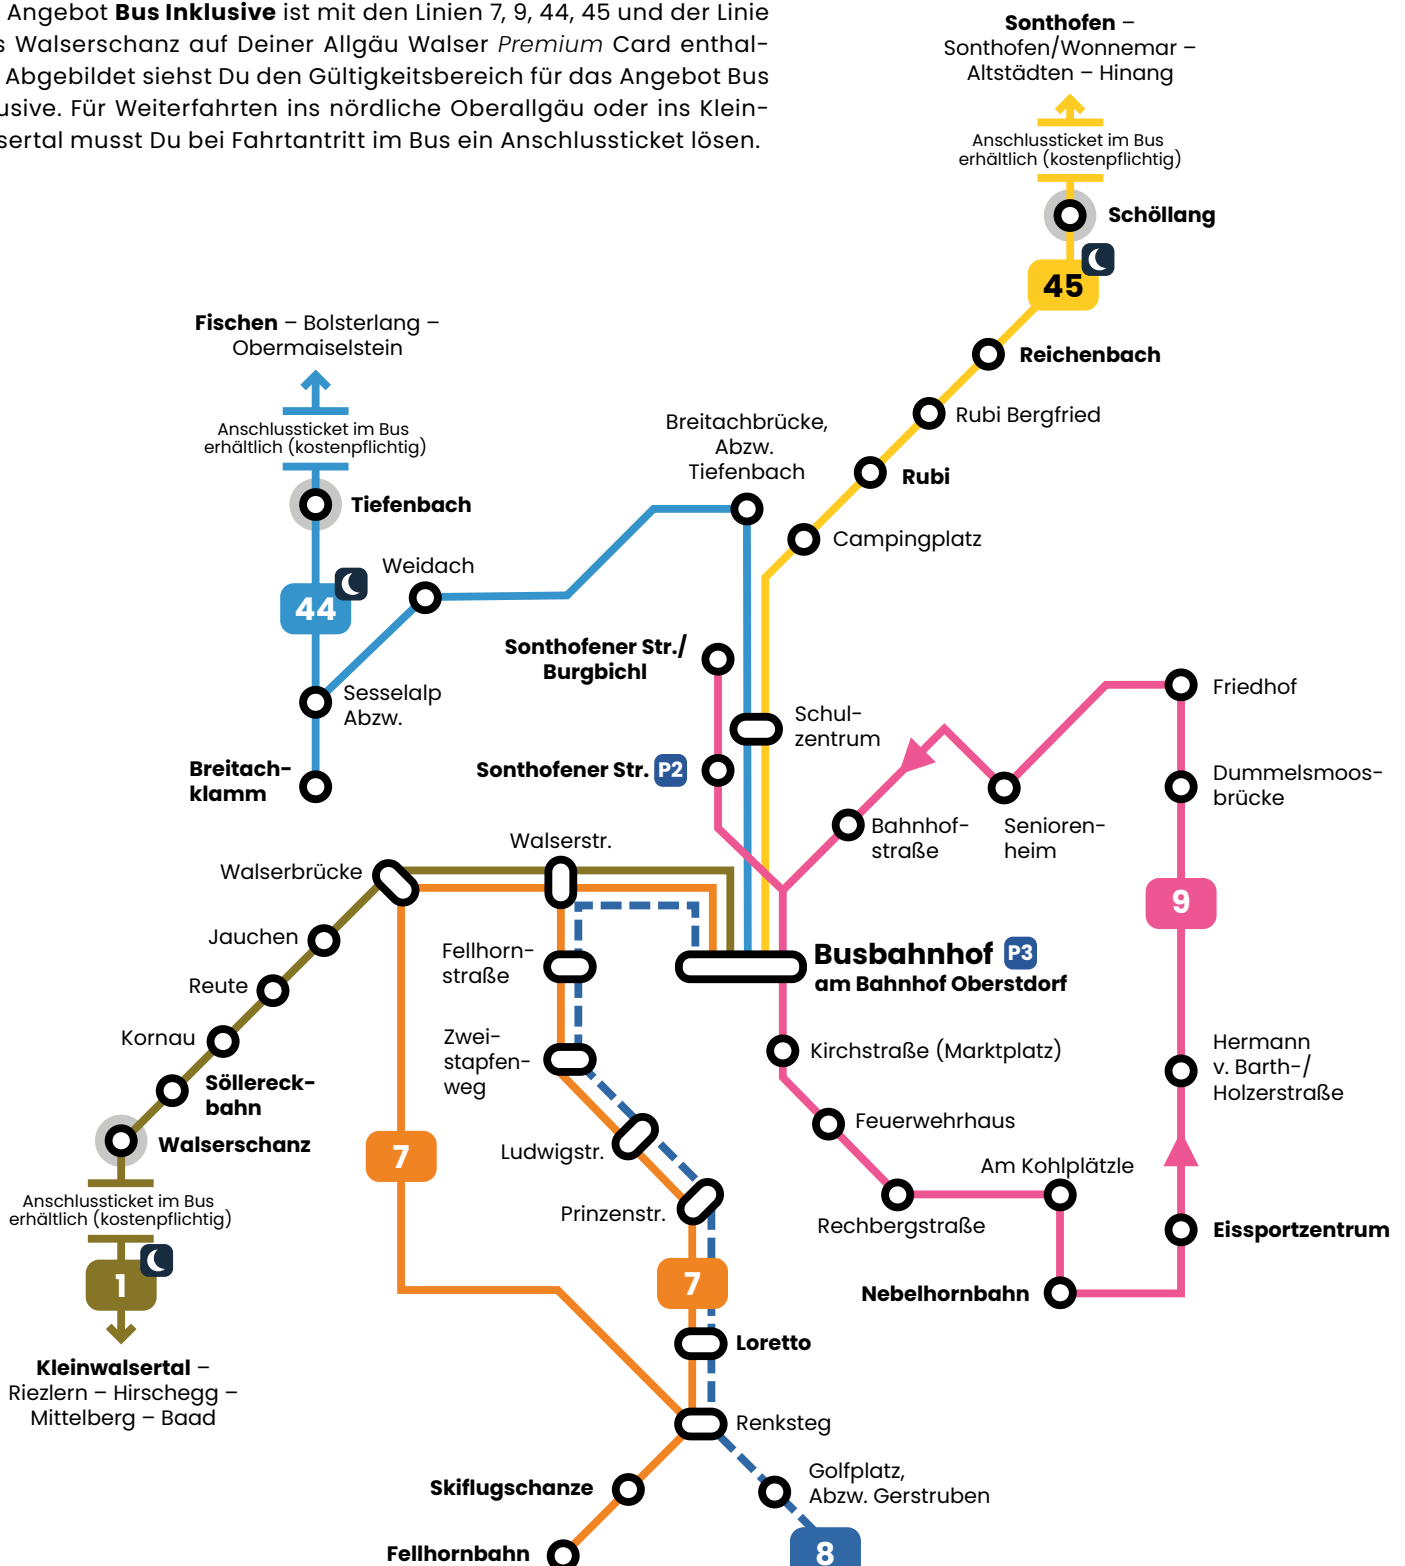 Angebot Bus Inklusive ist mit den Linien 7, 9, 44, 45 und der Linie
s Walserschanz auf Deiner Allgäu Walser Premium Card enthal-
Abgebildet siehst Du den Gültigkeitsbereich für das Angebot Bus
usive. Für Weiterfahrten ins nördliche Oberallgäu oder ins Klein-
sertal musst Du bei Fahrtantritt im Bus ein Anschlussticket lösen.
Sonthofen –
Sonthofen/Wonnemar –
Altstädten – Hinang
Anschlussticket im Bus
erhältlich (kostenpflichtig)
Schöllang
45
Reichenbach
Rubi Bergfried
Rubi
Campingplatz
Fischen – Bolsterlang –
Obermaiselstein
Anschlussticket im Bus
erhältlich (kostenpflichtig)
Tiefenbach
44
Weidach
Breitachbrücke,
Abzw.
Tiefenbach
Sesselalp
Abzw.
Breitach-
klamm
Sonthofener Str./
Burgbichl
Sonthofener Str. P2
Schul-
zentrum
Friedhof
Dummelsmoos-
brücke
Bahnhof-
straße
Senioren-
heim
9
Walserstr.
Walserbrücke
Jauchen
Reute
Kornau
Söllereck-
bahn
Walserschanz
Anschlussticket im Bus
erhältlich (kostenpflichtig)
1
Kleinwalsertal –
Riezlern – Hirschegg –
Mittelberg – Baad
Fellhorn-
straße
Zwei-
stapfen-
weg
Busbahnhof P3
am Bahnhof Oberstdorf
Kirchstraße (Marktplatz)
Hermann
v. Barth-/
Holzerstraße
Feuerwehrhaus
Am Kohlplätzle
Rechbergstraße
Eissportzentrum
Nebelhornbahn
7
Ludwigstr.
Prinzenstr.
7
Loretto
Renksteg
Golfplatz,
Abzw. Gerstruben
Skiflugschanze
Fellhornbahn
8